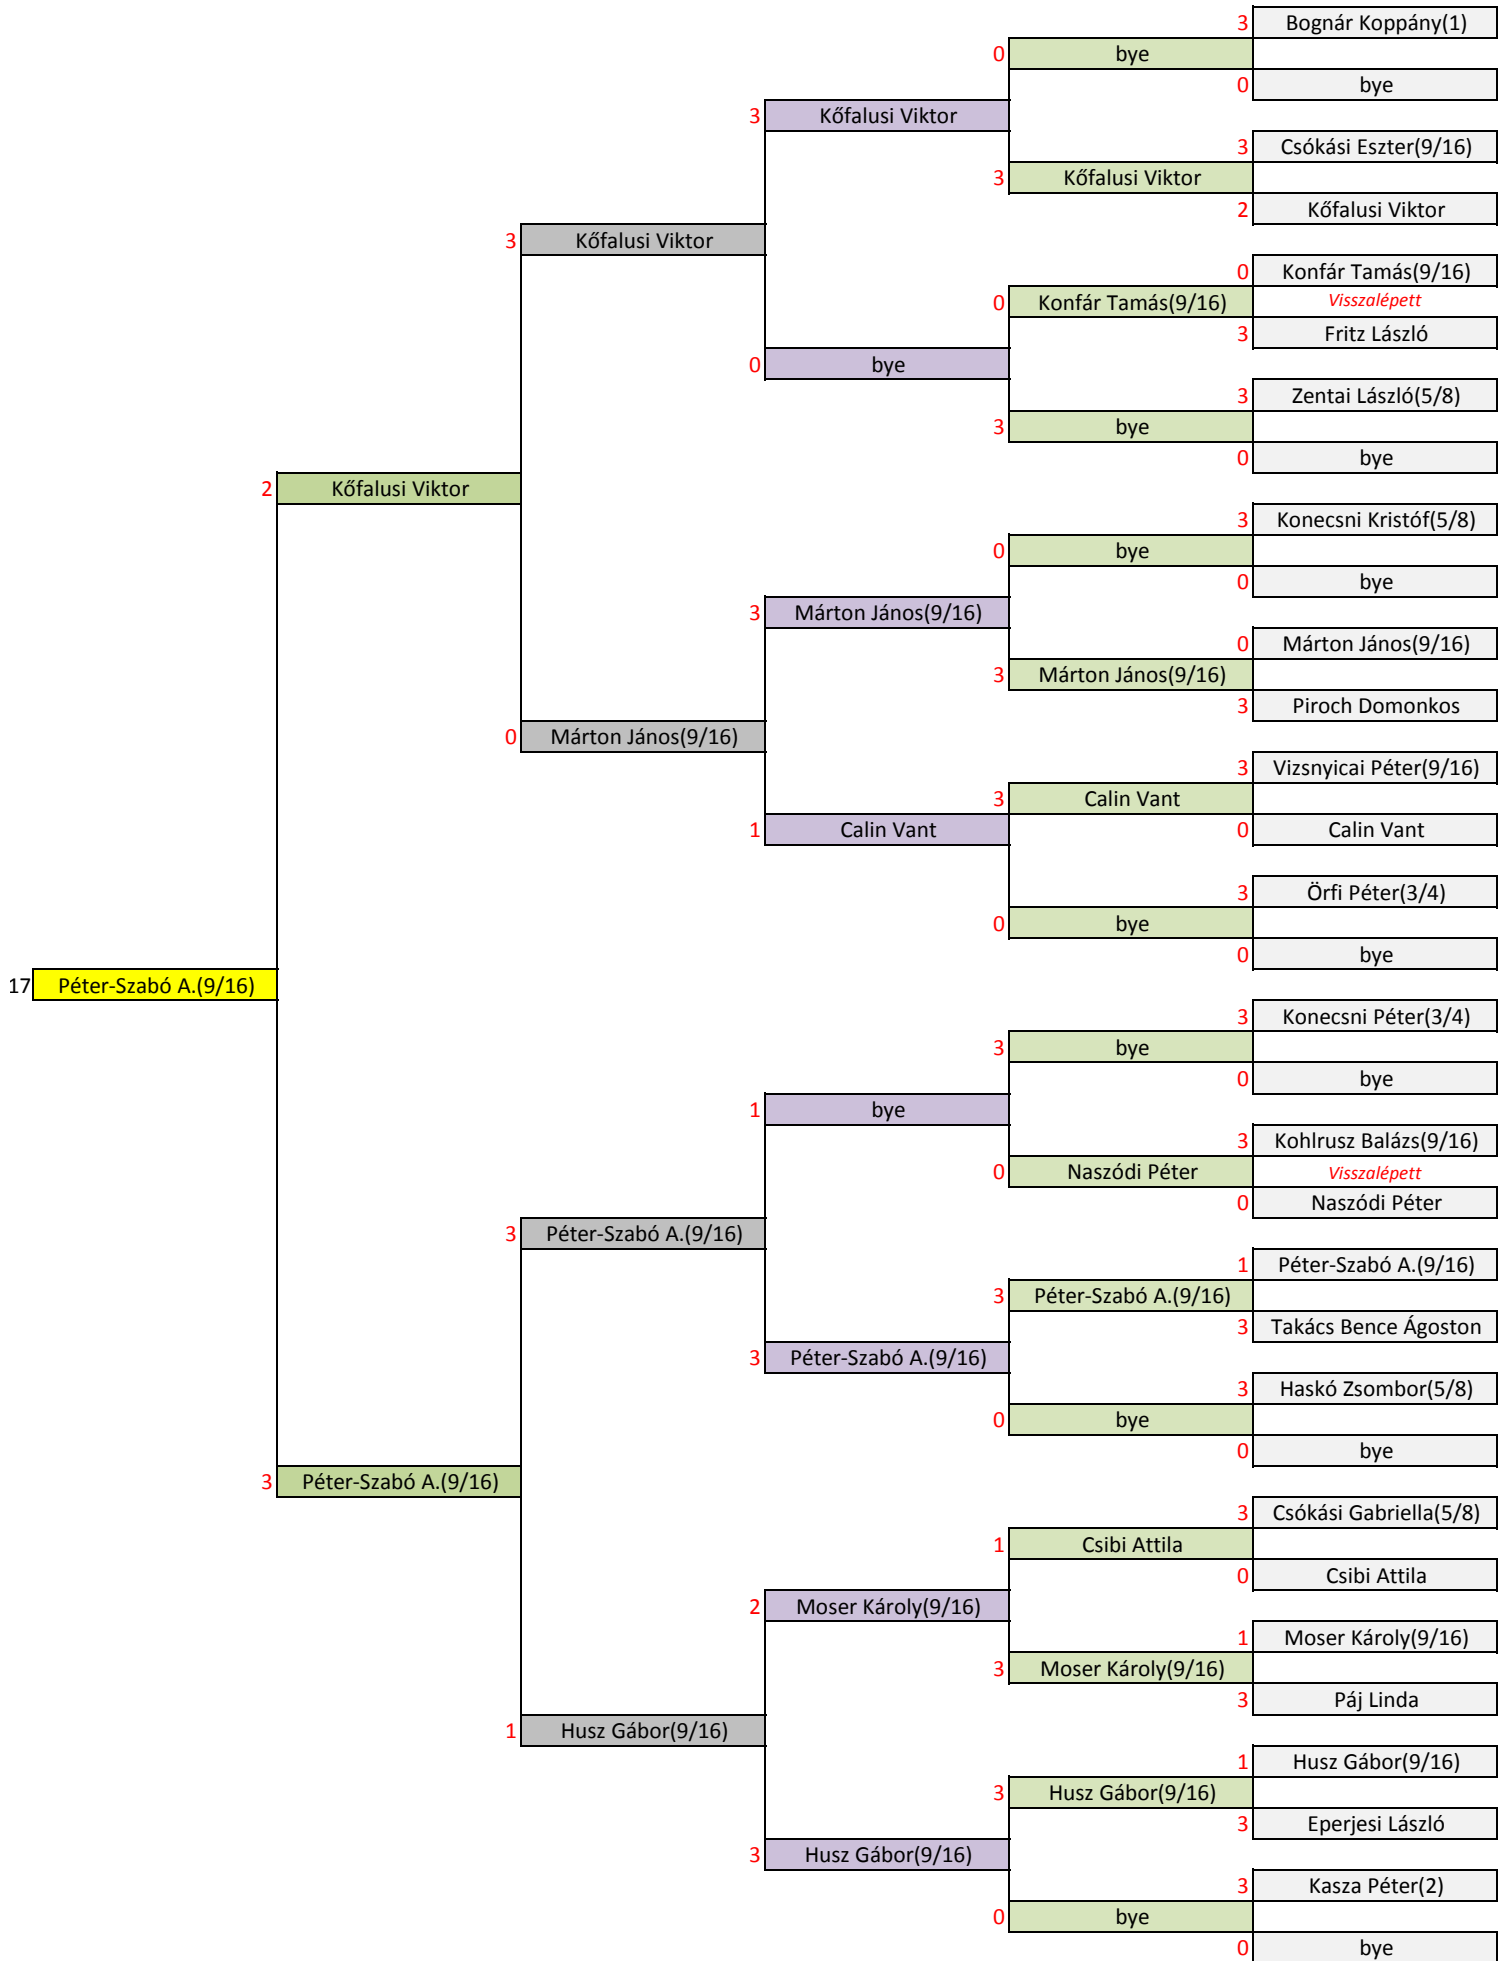 3 Bognár Koppány(1)
0 bye
0 bye
3 Kőfalusi Viktor
3 Csókási Eszter(9/16)
3 Kőfalusi Viktor
2 Kőfalusi Viktor
3 Kőfalusi Viktor
0 Konfár Tamás(9/16)
0 Konfár Tamás(9/16) Visszalépett
3 Fritz László
0 bye
3 Zentai László(5/8)
3 bye
0 bye
2 Kőfalusi Viktor
3 Konecsni Kristóf(5/8)
0 bye
0 bye
3 Márton János(9/16)
0 Márton János(9/16)
3 Márton János(9/16)
3 Piroch Domonkos
0 Márton János(9/16)
3 Vizsnyicai Péter(9/16)
3 Calin Vant
1 Calin Vant 0 Calin Vant
3 Örfi Péter(3/4)
0 bye
0 bye
17 Péter-Szabó A.(9/16)
3 Konecsni Péter(3/4)
3 bye
0 bye
1 bye
3 Kohlrusz Balázs(9/16)
0 Naszódi Péter Visszalépett
0 Naszódi Péter
3 Péter-Szabó A.(9/16)
1 Péter-Szabó A.(9/16)
3 Péter-Szabó A.(9/16)
3 Takács Bence Ágoston
3 Péter-Szabó A.(9/16)
3 Haskó Zsombor(5/8)
0 bye
0 bye
3 Péter-Szabó A.(9/16)
3 Csókási Gabriella(5/8)
1 Csibi Attila
0 Csibi Attila
2 Moser Károly(9/16)
1 Moser Károly(9/16)
3 Moser Károly(9/16)
3 Páj Linda
1 Husz Gábor(9/16)
1 Husz Gábor(9/16)
3 Husz Gábor(9/16)
3 Eperjesi László
3 Husz Gábor(9/16)
3 Kasza Péter(2)
0 bye
0 bye